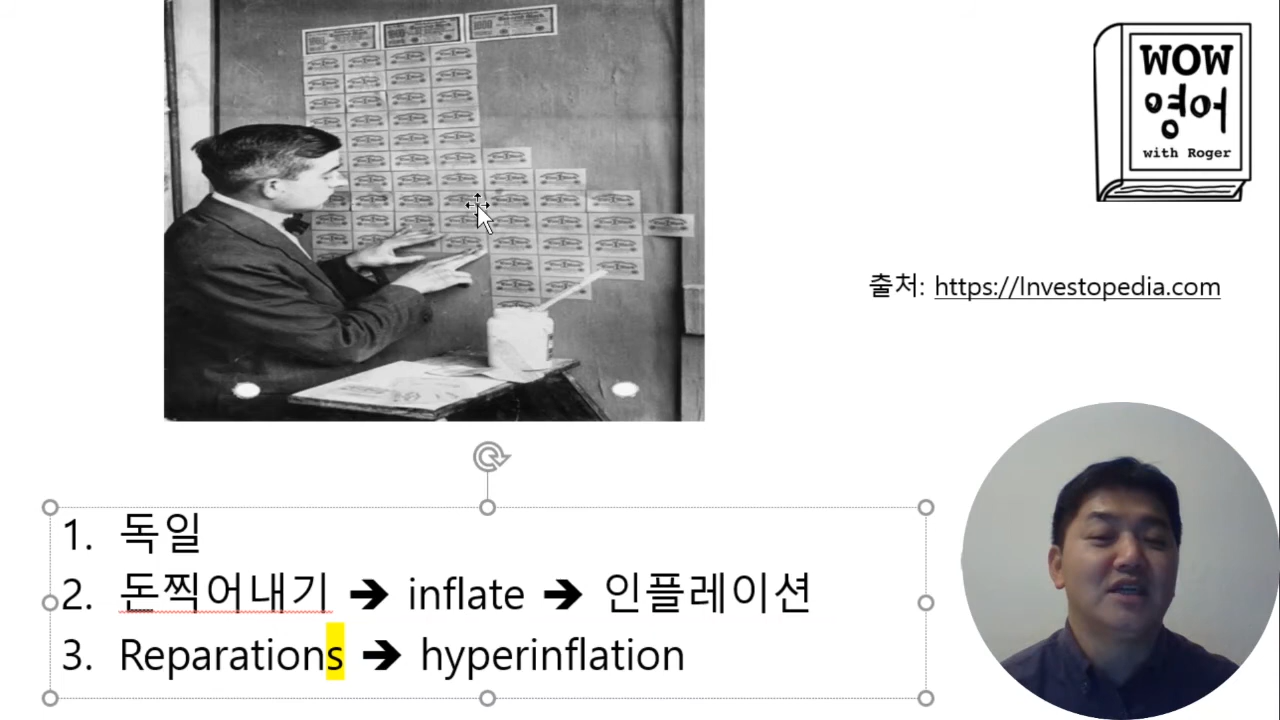 WOW
영어
with Roger
출처: https://Investopedia.com
1. 독일
2. 돈찍어내기 → inflate → 인플레이션
3. Reparations → hyperinflation